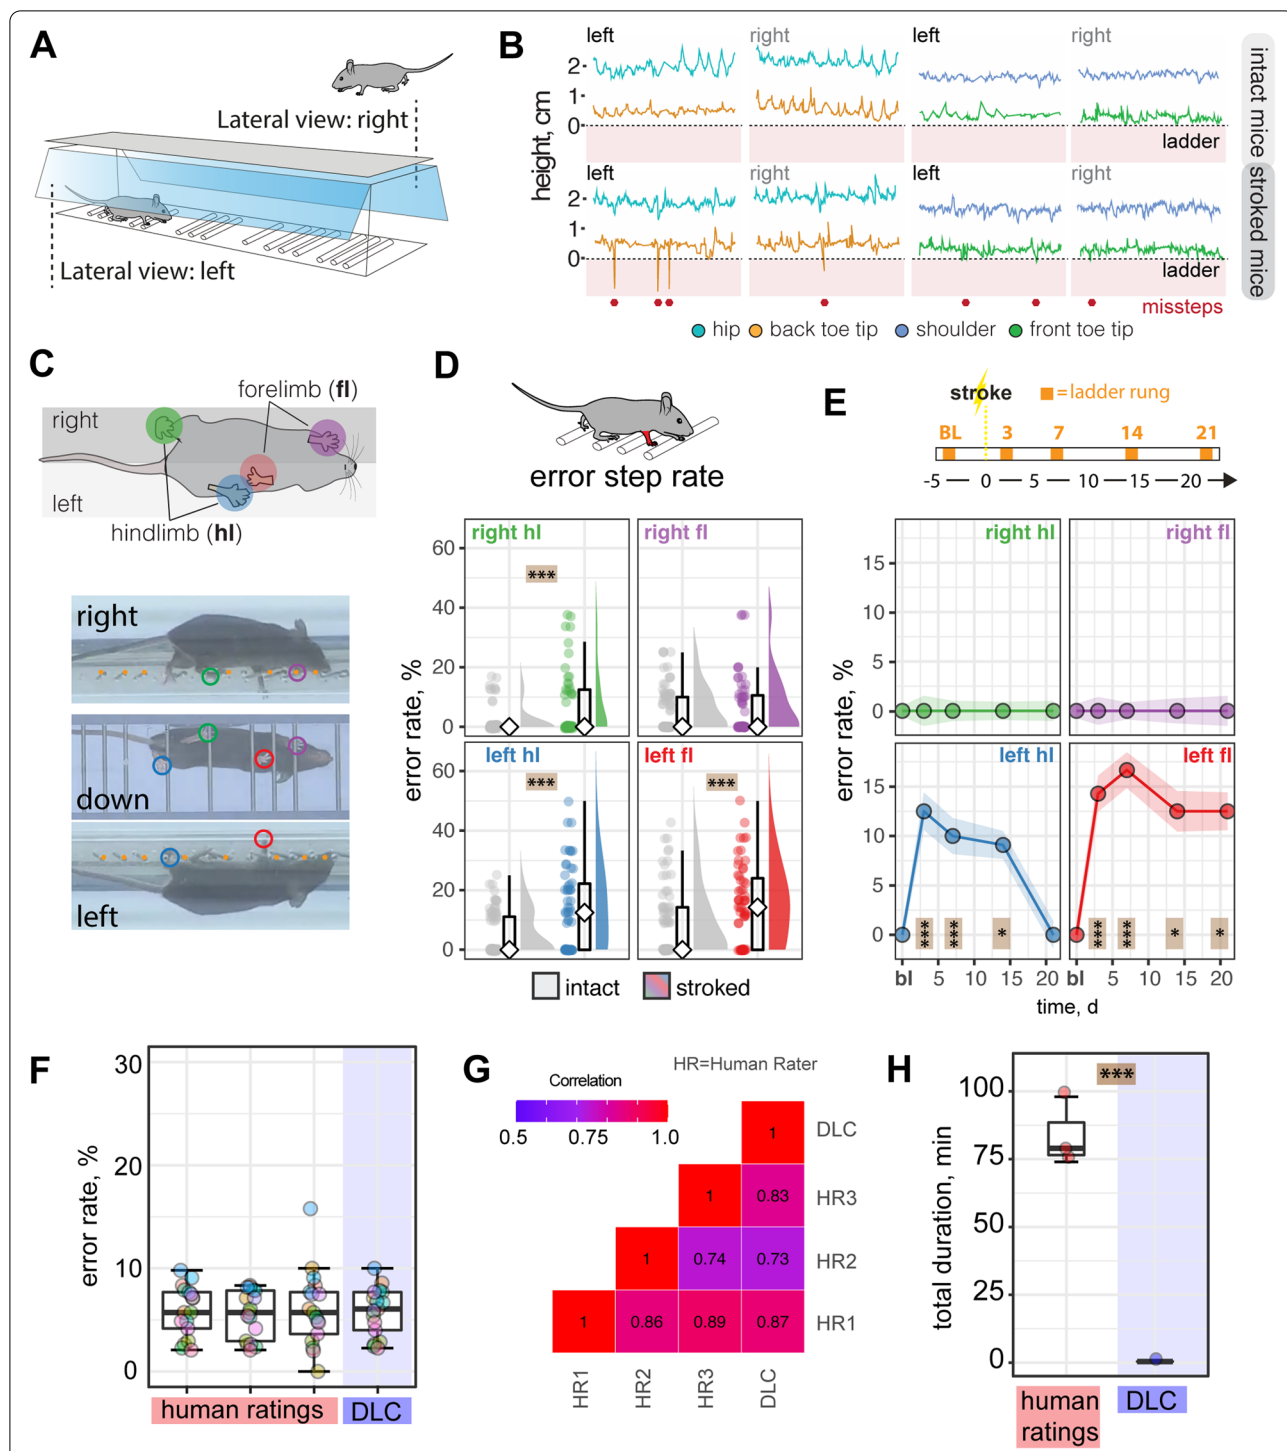 A
Lateral view: right
Lateral view: left
B
left
right
left
right
height, cm
2
1
0
ladder
intact mice
left
right
left
right
2
1
0
ladder
stroked mice
missteps
hip
back toe tip
shoulder
front toe tip
C
forelimb (fl)
right
left
hindlimb (hl)
right
down
left
D
error step rate
right hl
right fl
60
40
20
0
***
error rate, %
left hl
left fl
60
40
20
0
***
***
intact
stroked
E
stroke
=ladder rung
BL
3
7
14
21
-5
0
5
10
15
20
right hl
right fl
15
10
5
0
error rate, %
left hl
left fl
15
10
5
0
***
***
*
***
***
*
*
bl
5
10
15
20
bl
5
10
15
20
time, d
F
error rate, %
30
20
10
0
human ratings
DLC
G
HR=Human Rater
Correlation
0.5
0.75
1.0
1
DLC
1
0.83
HR3
1
0.74
0.73
HR2
1
0.86
0.89
0.87
HR1
HR1
HR2
HR3
DLC
H
***
total duration, min
100
75
50
25
0
human
ratings
DLC